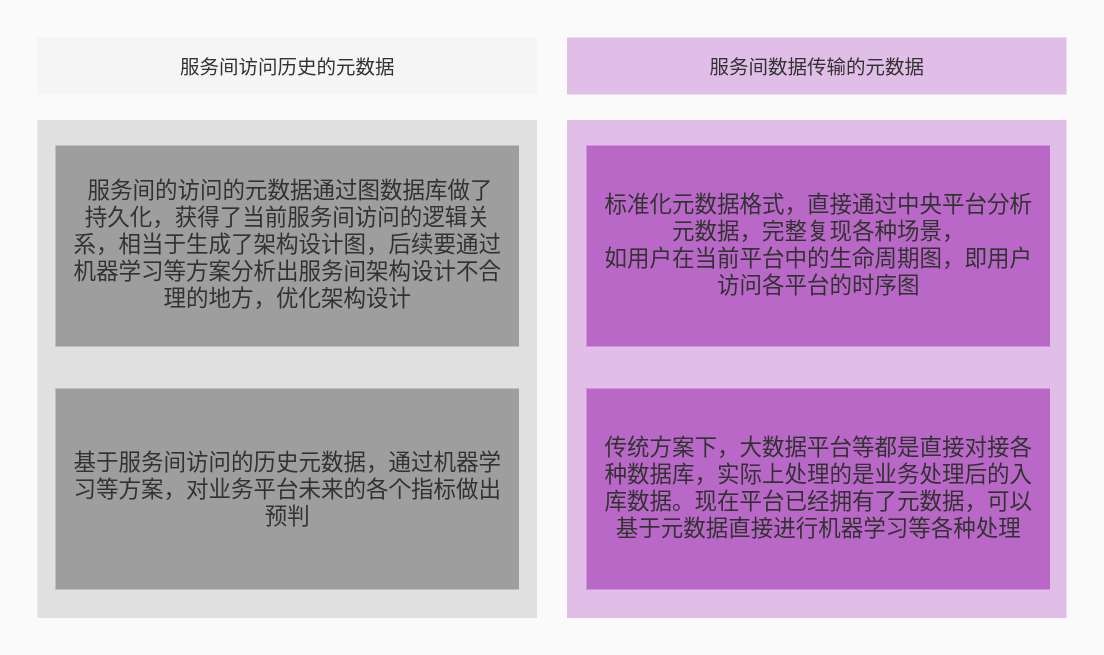 服务间访问历史的元数据
服务间的访问的元数据通过图数据库做了
持久化，获得了当前服务间访问的逻辑关
系，相当于生成了架构设计图，后续要通过
机器学习等方案分析出服务间架构设计不合
理的地方，优化架构设计
基于服务间访问的历史元数据，通过机器学
习等方案，对业务平台未来的各个指标做出
预判
服务间数据传输的元数据
标准化元数据格式，直接通过中央平台分析
元数据，完整复现各种场景，
如用户在当前平台中的生命周期图，即用户
访问各平台的时序图
传统方案下，大数据平台等都是直接对接各
种数据库，实际上处理的是业务处理后的入
库数据。现在平台已经拥有了元数据，可以
基于元数据直接进行机器学习等各种处理